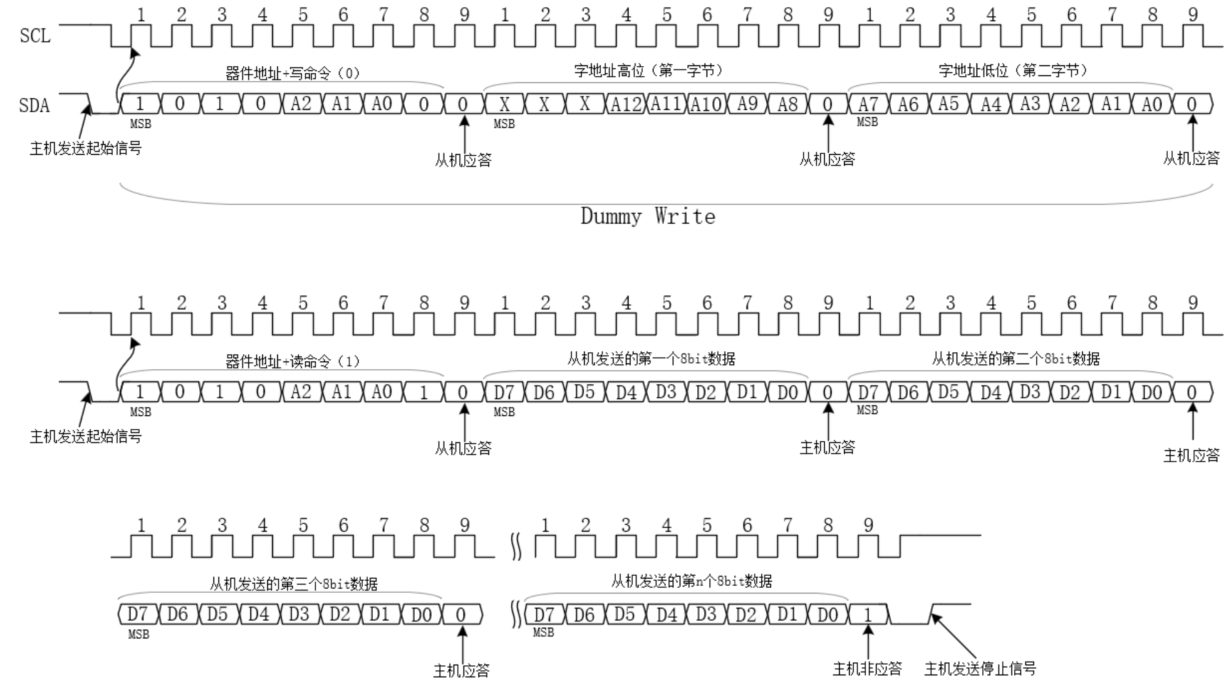 1 2 3 4 5 6 7 8 9 1 2 3 4 5 6 7 8 9 1 2 3 4 5 6 7 8 9
SCL
器件地址+写命令（0） 字地址高位（第一字节） 字地址低位（第二字节）
SDA 1 0 1 0 A2 A1 A0 0 0 X X X A12 A11 A10 A9 A8 0 A7 A6 A5 A4 A3 A2 A1 A0 0
MSB MSB MSB
主机发送起始信号 从机应答 从机应答 从机应答
Dummy Write
1 2 3 4 5 6 7 8 9 1 2 3 4 5 6 7 8 9 1 2 3 4 5 6 7 8 9
器件地址+读命令（1） 从机发送的第一个8bit数据 从机发送的第二个8bit数据
1 0 1 0 A2 A1 A0 1 0 D7 D6 D5 D4 D3 D2 D1 D0 0 D7 D6 D5 D4 D3 D2 D1 D0 0
MSB MSB MSB
主机发送起始信号 从机应答 主机应答 主机应答
1 2 3 4 5 6 7 8 9 1 2 3 4 5 6 7 8 9
从机发送的第三个8bit数据 从机发送的第n个8bit数据
D7 D6 D5 D4 D3 D2 D1 D0 0 D7 D6 D5 D4 D3 D2 D1 D0 1
MSB MSB
主机应答 主机非应答 主机发送停止信号